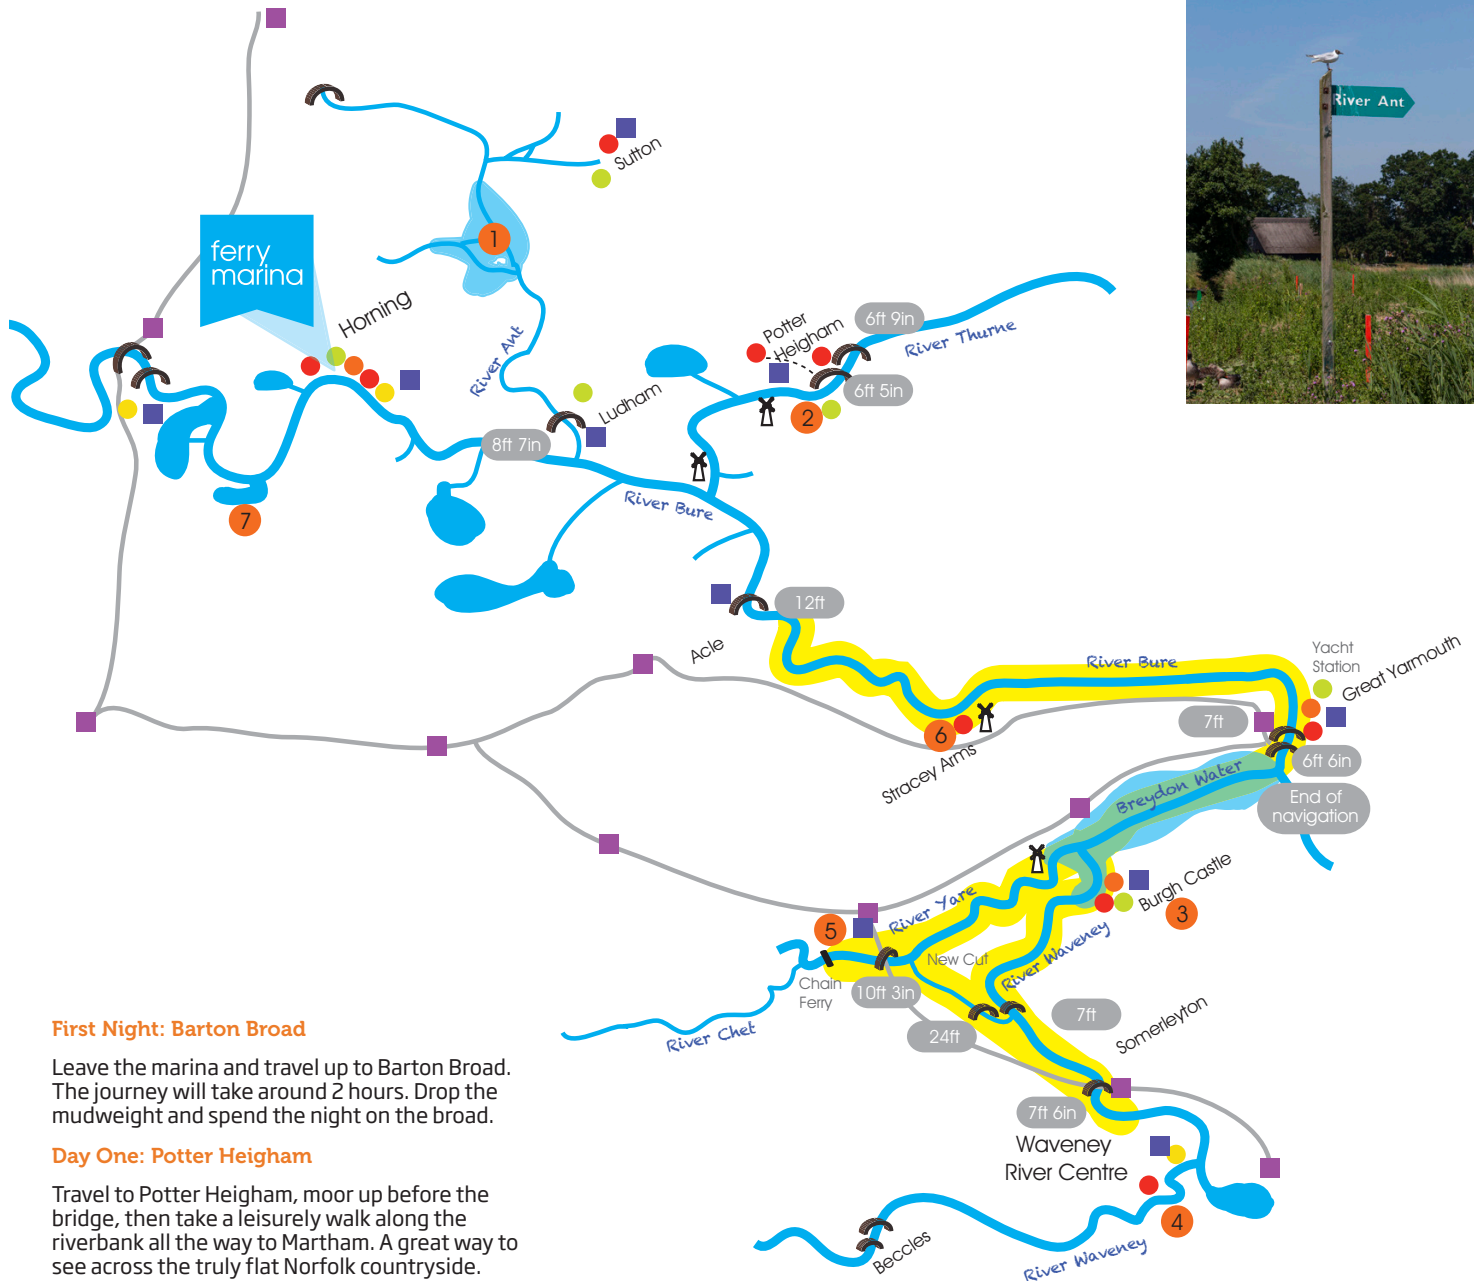 River Ant
Sutton
1
ferry
marina
Horning
River Ant
Potter
Heigham
6ft 9in
River Thurne
6ft 5in
2
Ludham
8ft 7in
River Bure
7
12ft
Acle
River Bure
Yacht
Station
Great Yarmouth
7ft
6
Stracey Arms
6ft 6in
Breydon Water
End of
navigation
Burgh Castle
3
River Yare
5
New Cut
River Waveney
Chain
Ferry
10ft 3in
River Chet
24ft
7ft
Somerleyton
7ft 6in
Waveney
River Centre
4
Beccles
River Waveney
First Night: Barton Broad
Leave the marina and travel up to Barton Broad.
The journey will take around 2 hours. Drop the
mudweight and spend the night on the broad.
Day One: Potter Heigham
Travel to Potter Heigham, moor up before the
bridge, then take a leisurely walk along the
riverbank all the way to Martham. A great way to
see across the truly flat Norfolk countryside.